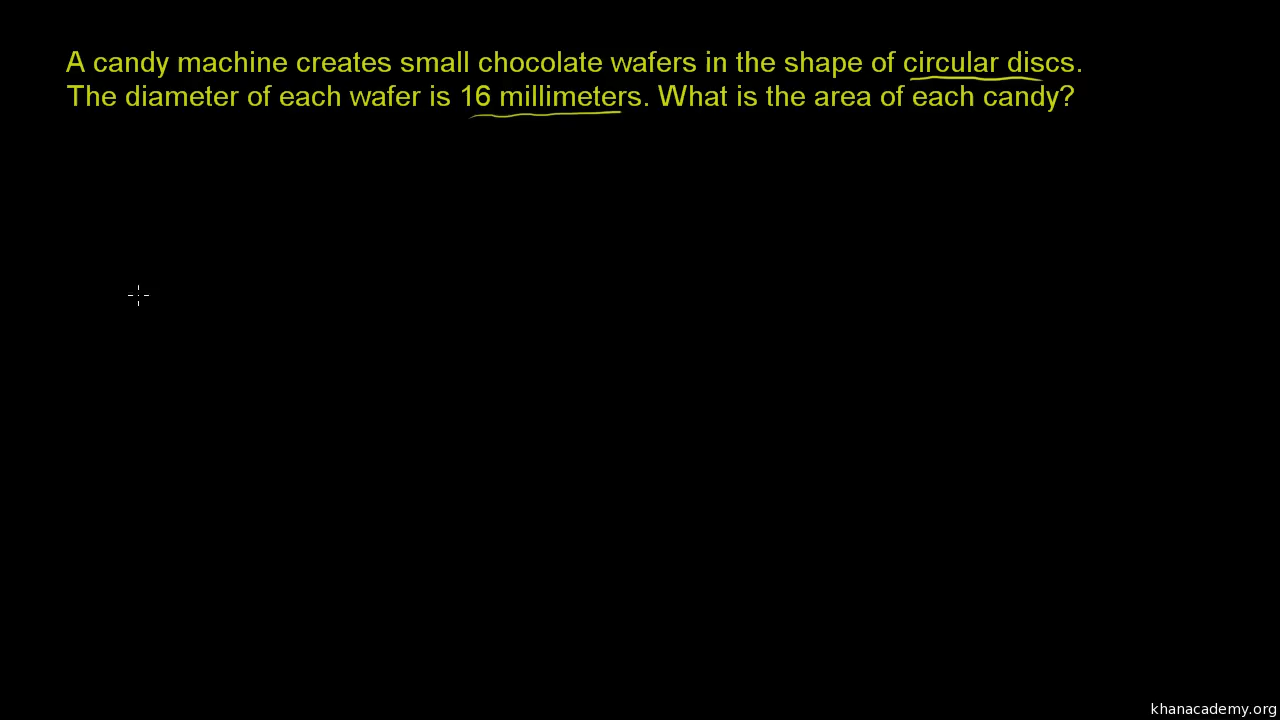 A candy machine creates small chocolate wafers in the shape of circular discs.
The diameter of each wafer is 16 millimeters. What is the area of each candy?
khanacademy.org